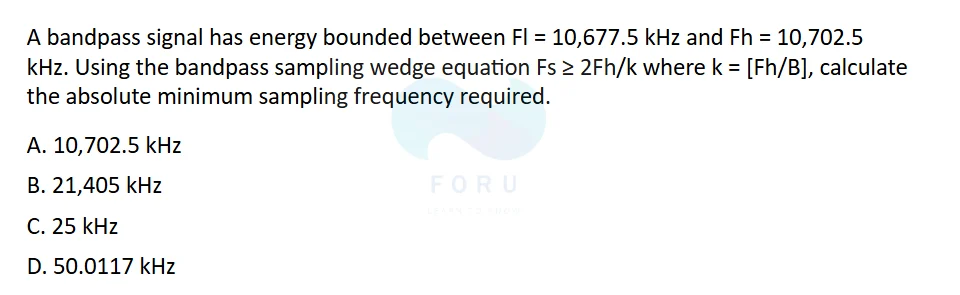 A bandpass signal has energy bounded between Fl = 10,677.5 kHz and Fh = 10,702.5
kHz. Using the bandpass sampling wedge equation Fs ≥ 2Fh/k where k = [Fh/B], calculate
the absolute minimum sampling frequency required.
A. 10,702.5 kHz
B. 21,405 kHz
FORU
C. 25 kHz
D. 50.0117 kHz